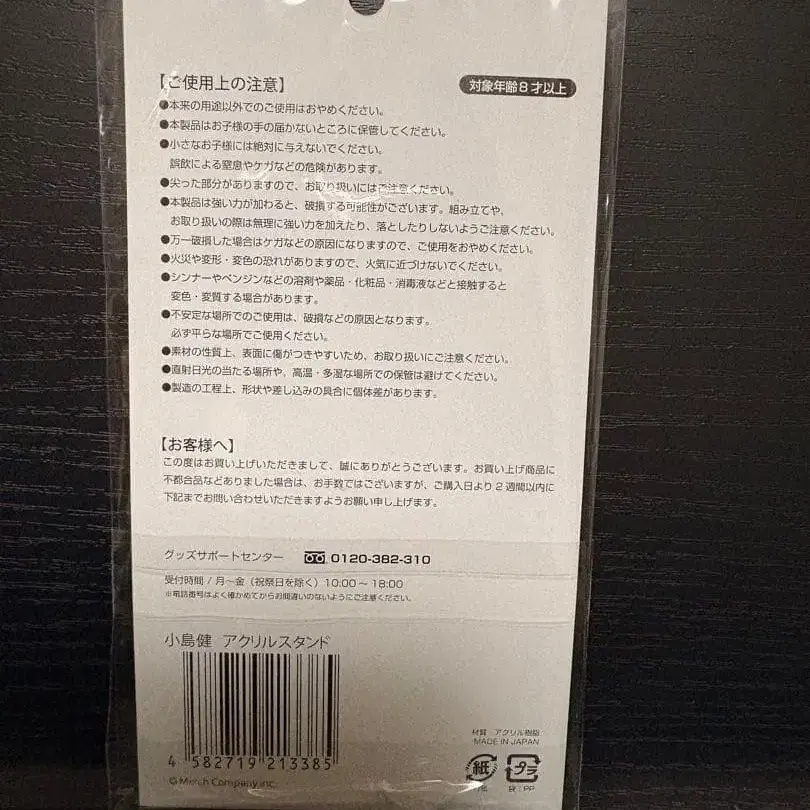 【ご使用上の注意】
対象年齢8才以上
●本来の用途以外でのご使用はおやめください。
●本製品はお子様の手の届かないところに保管してください。
●小さなお子様には絶対に与えないでください。
誤飲による窒息やケガなどの危険があります。
●尖った部分がありますので、お取り扱いにはご注意ください。
●本製品は強い力が加わると、破損する可能性がございます。組み立てや、
お取り扱いの際は無理に強い力を加えたり、落としたりしないようご注意ください。
●万一破損した場合はケガなどの原因になりますので、ご使用をおやめください。
●火災や変形・変色の恐れがありますので、火気に近づけないでください。
●シンナーやベンジンなどの溶剤や薬品・化粧品・消毒液などと接触すると
変色・変質する場合があります。
●不安定な場所でのご使用は、破損などの原因となります。
必ず平らな場所でご使用ください。
●素材の性質上、表面に傷がつきやすいため、お取り扱いにご注意ください。
●直射日光の当たる場所や、高温・多湿な場所での保管は避けてください。
●製造の工程上、形状や差し込みの具合に個体差があります。
【お客様へ】
この度はお買い上げいただきまして、誠にありがとうございます。お買い上げ商品に
不都合品などありました場合は、お手数ではございますが、ご購入日より2週間以内に
下記までお問い合わせいただきますようお願い申し上げます。
グッズサポートセンター 0120-382-310
受付時間/月～金（祝祭日を除く）10:00～18:00
※電話番号はよく確かめてからお間違いのないようにご注意ください。
小島健 アクリルスタンド
4 582719 213385
© Merch Company Inc.
材質 アクリル樹脂
MADE IN JAPAN
紙 プラ
袋：PP